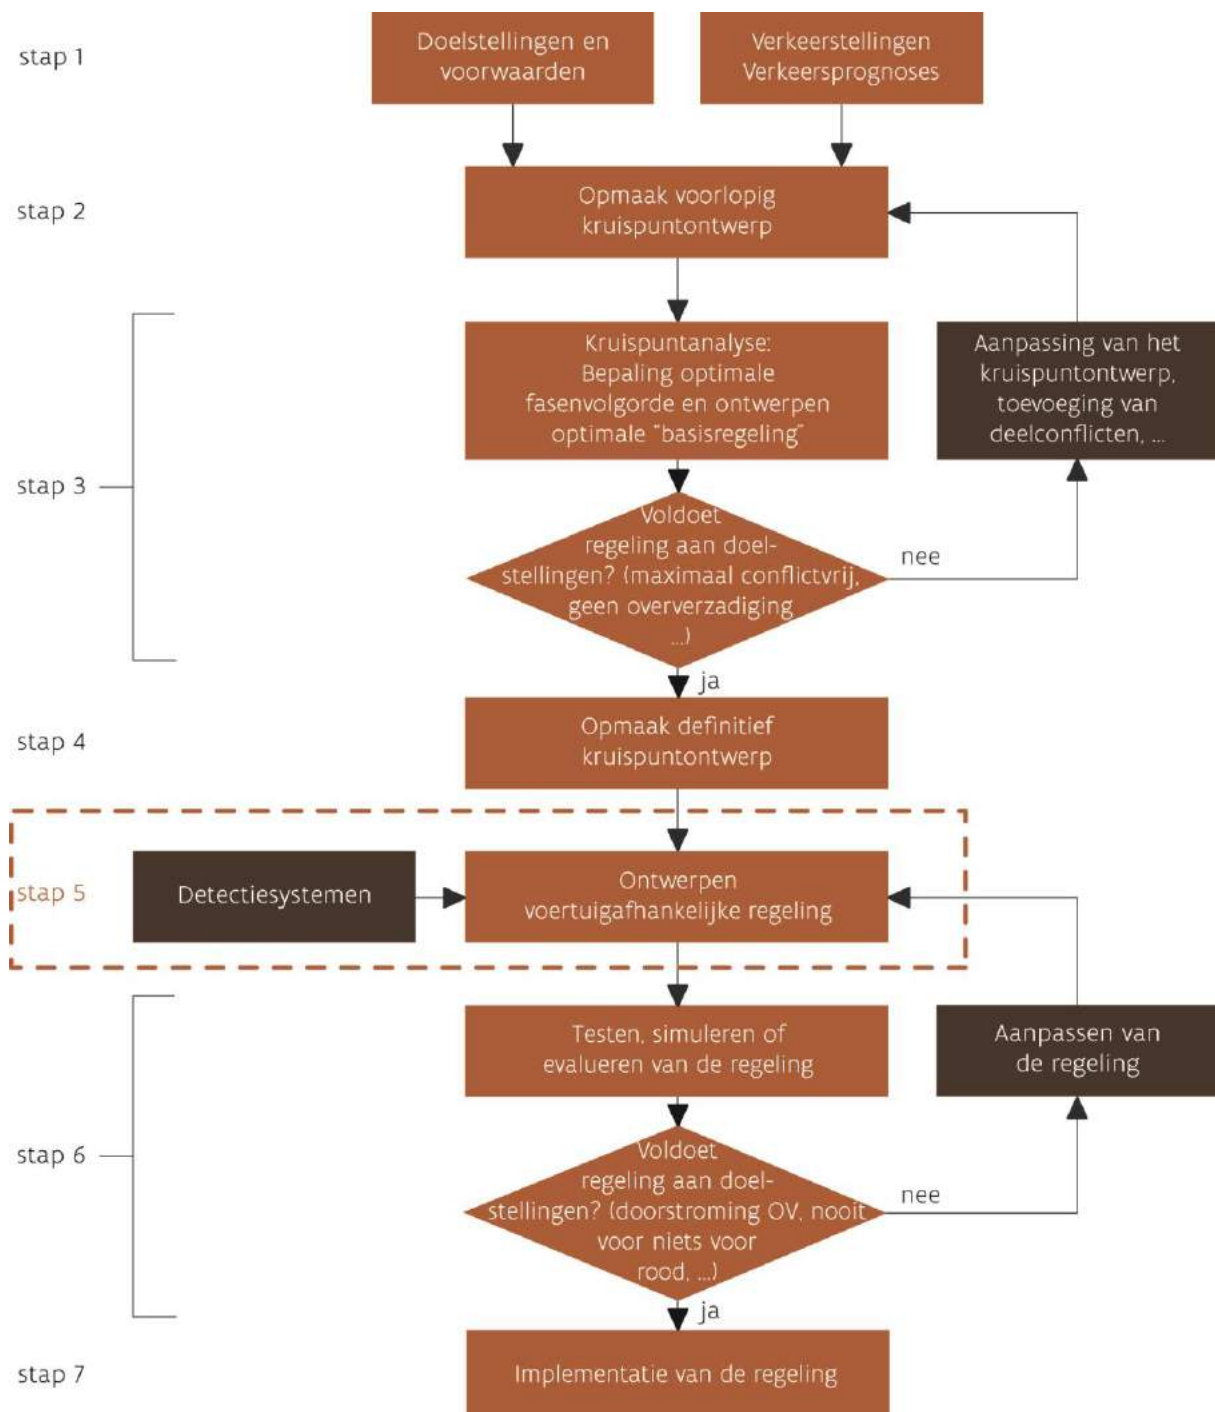 stap 1
Doelstellingen en
voorwaarden
Verkeerstellingen
Verkeersprognoses
stap 2
Opmaak voorlopig
kruispuntontwerp
stap 3
Kruispuntanalyse:
Bepaling optimale
fasenvolgorde en ontwerpen
optimale "basisregeling"
Aanpassing van het
kruispuntontwerp,
toevoeging van
deelconflicten, ...
Voldoet
regeling aan doel-
stellingen? (maximaal conflictvrij,
geen oververzadiging
...)
nee
ja
stap 4
Opmaak definitief
kruispuntontwerp
stap 5
Detectiesystemen
Ontwerpen
voertuigafhankelijke regeling
stap 6
Testen, simuleren of
evalueren van de regeling
Aanpassen van
de regeling
Voldoet
regeling aan doel-
stellingen? (doorstroming OV, nooit
voor niets voor
rood, ...)
nee
ja
stap 7
Implementatie van de regeling